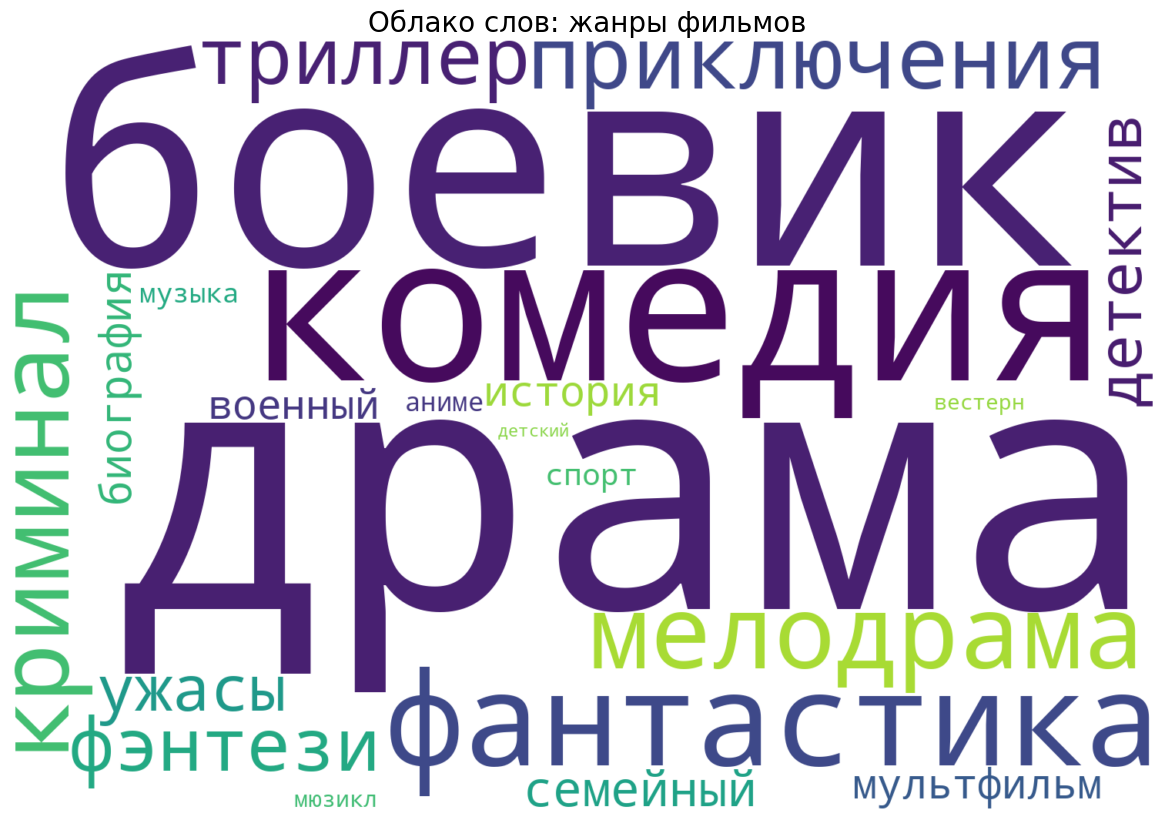 Облако слов: жанры фильмов
триллер
приключения
боевик
детектив
комедия
биография
музыка
криминал
военный
аниме
история
вестерн
детский
драма
спорт
мелодрама
ужасы
фантастика
фэнтези
семейный
мультфильм
мюзикл